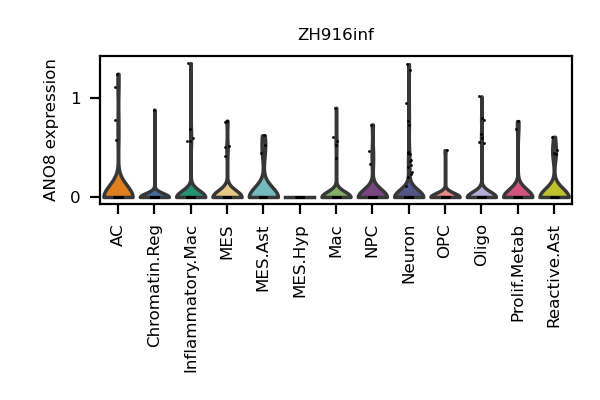 ZH916inf
ANO8 expression
1
0
AC
Chromatin.Reg
Inflammatory.Mac
MES
MES.Ast
MES.Hyp
Mac
NPC
Neuron
OPC
Oligo
Prolif.Metab
Reactive.Ast